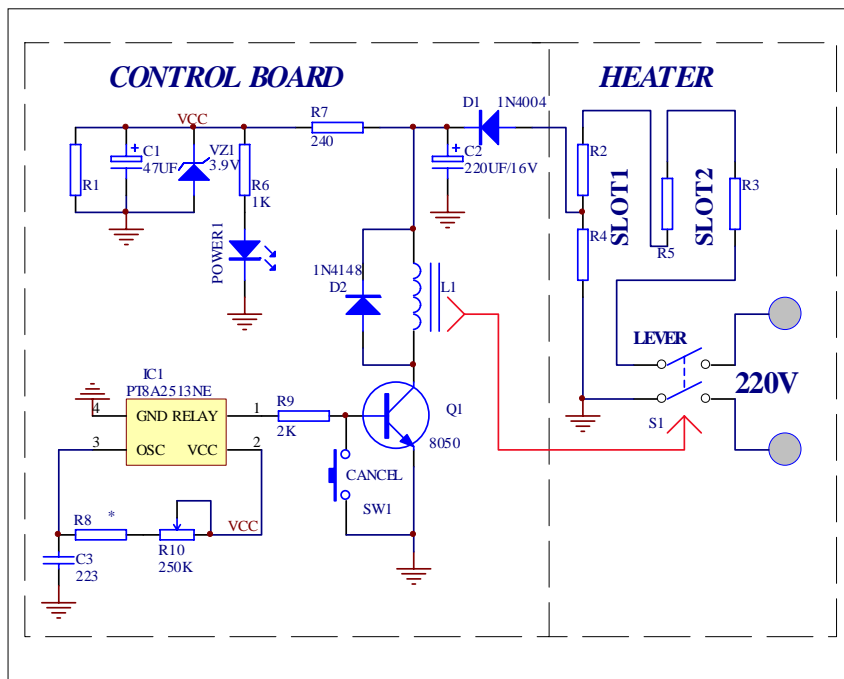 CONTROL BOARD
HEATER
VCC
R7
240
D1
1N4004
C1
47UF
VZ1
3.9V
R1
R6
1K
C2
220UF/16V
R2
R4
SLOT1
R5
SLOT2
R3
POWER1
1N4148
D2
L1
LEVER
220V
S1
IC1
PT8A2513NE
4
GND
RELAY
1
3
OSC
VCC
2
R9
2K
Q1
8050
CANCEL
SW1
R8
*
R10
250K
VCC
C3
223